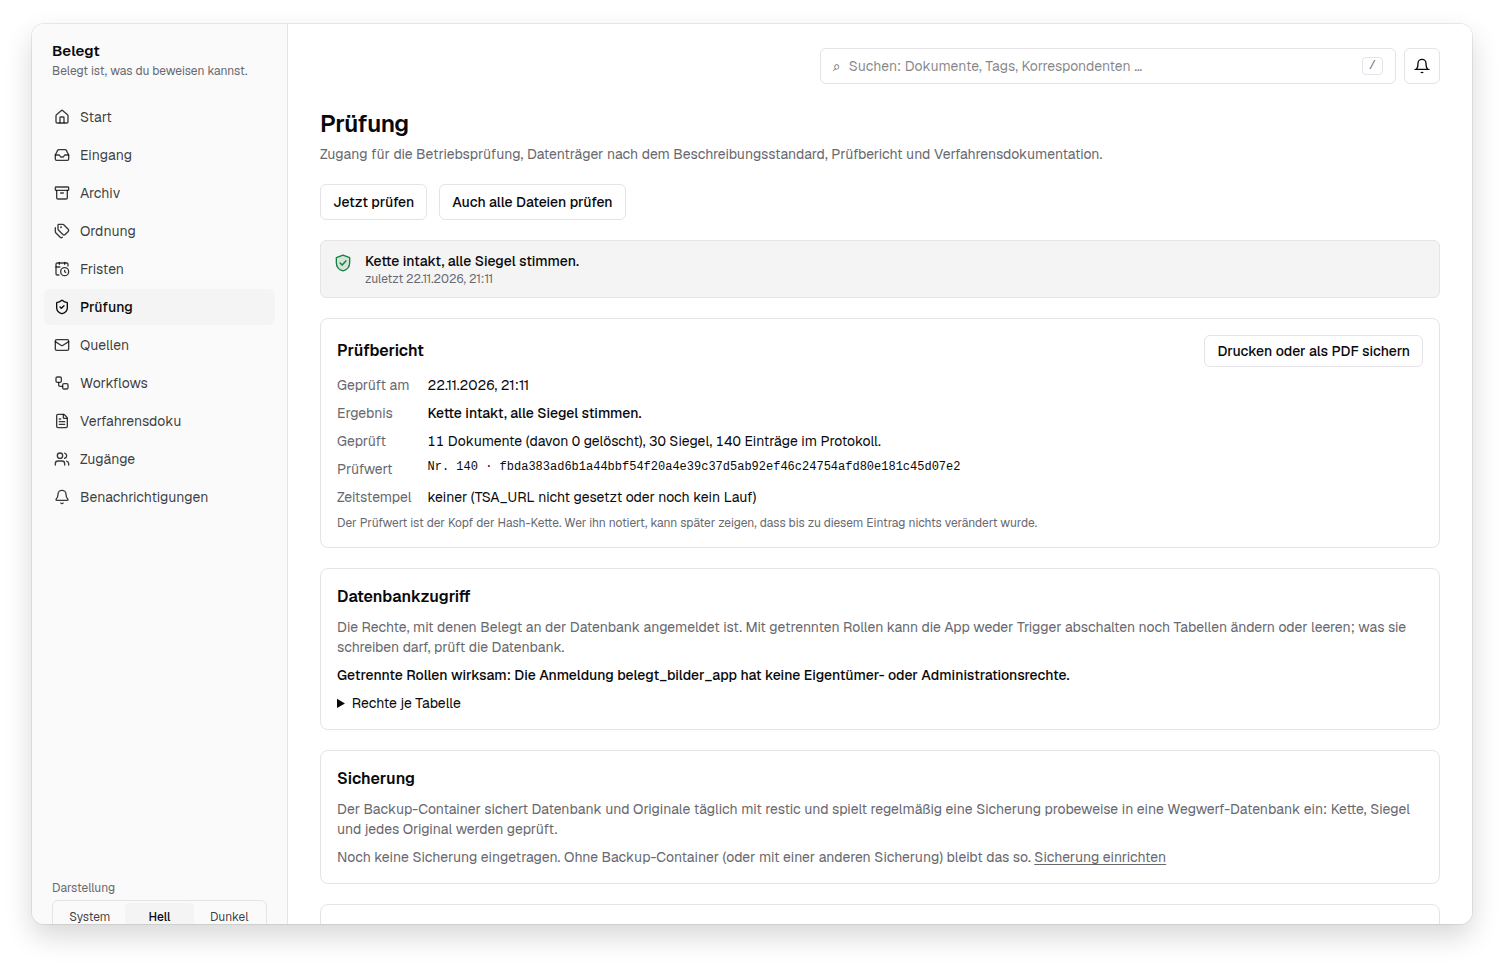 Belegt
Belegt ist, was du beweisen kannst.
Start
Eingang
Archiv
Ordnung
Fristen
Prüfung
Quellen
Workflows
Verfahrensdoku
Zugänge
Benachrichtigungen
Darstellung
System Hell Dunkel
Suchen: Dokumente, Tags, Korrespondenten … /
Prüfung
Zugang für die Betriebsprüfung, Datenträger nach dem Beschreibungsstandard, Prüfbericht und Verfahrensdokumentation.
Jetzt prüfen Auch alle Dateien prüfen
Kette intakt, alle Siegel stimmen.
zuletzt 22.11.2026, 21:11
Prüfbericht Drucken oder als PDF sichern
Geprüft am 22.11.2026, 21:11
Ergebnis Kette intakt, alle Siegel stimmen.
Geprüft 11 Dokumente (davon 0 gelöscht), 30 Siegel, 140 Einträge im Protokoll.
Prüfwert Nr. 140 · fbda383ad6b1a44bbf54f20a4e39c37d5ab92ef46c24754afd80e181c45d07e2
Zeitstempel keiner (TSA_URL nicht gesetzt oder noch kein Lauf)
Der Prüfwert ist der Kopf der Hash-Kette. Wer ihn notiert, kann später zeigen, dass bis zu diesem Eintrag nichts verändert wurde.
Datenbankzugriff
Die Rechte, mit denen Belegt an der Datenbank angemeldet ist. Mit getrennten Rollen kann die App weder Trigger abschalten noch Tabellen ändern oder leeren; was sie
schreiben darf, prüft die Datenbank.
Getrennte Rollen wirksam: Die Anmeldung belegt_bilder_app hat keine Eigentümer- oder Administrationsrechte.
Rechte je Tabelle
Sicherung
Der Backup-Container sichert Datenbank und Originale täglich mit restic und spielt regelmäßig eine Sicherung probeweise in eine Wegwerf-Datenbank ein: Kette, Siegel
und jedes Original werden geprüft.
Noch keine Sicherung eingetragen. Ohne Backup-Container (oder mit einer anderen Sicherung) bleibt das so. Sicherung einrichten